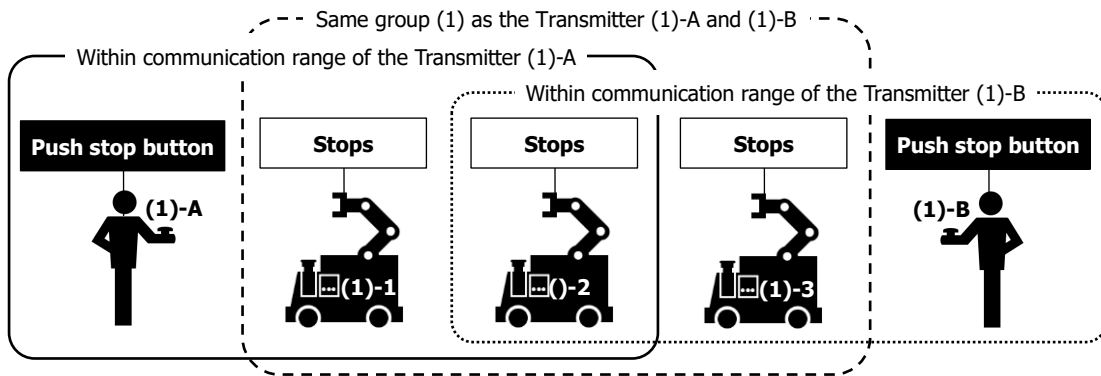 Same group (1) as the Transmitter (1)-A and (1)-B
Within communication range of the Transmitter (1)-A
Within communication range of the Transmitter (1)-B
Push stop button
Stops
Stops
Stops
Push stop button
(1)-A
(1)-B
...(1)-1
...()-2
...(1)-3